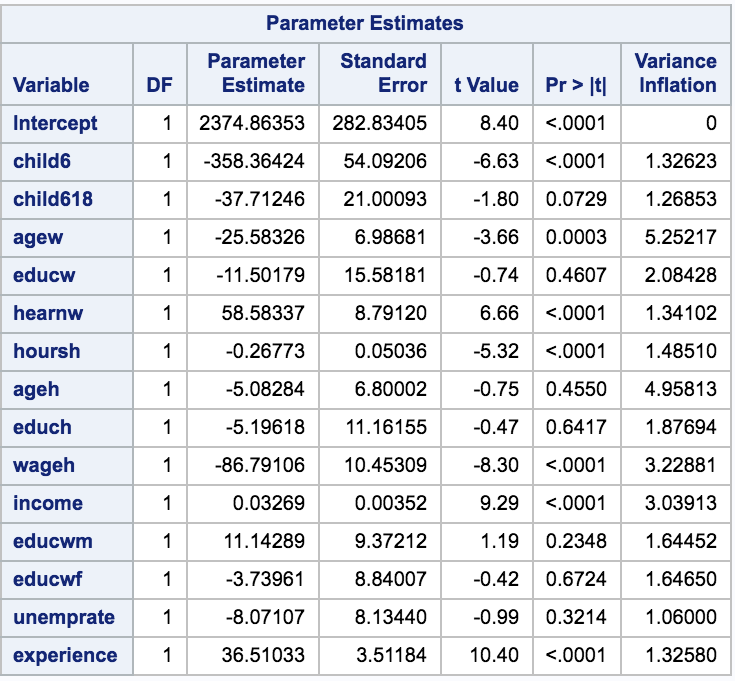 Parameter Estimates
Variable DF Parameter Estimate Standard Error t Value Pr > |t| Variance Inflation
Intercept 1 2374.86353 282.83405 8.40 <.0001 0
child6 1 -358.36424 54.09206 -6.63 <.0001 1.32623
child618 1 -37.71246 21.00093 -1.80 0.0729 1.26853
agew 1 -25.58326 6.98681 -3.66 0.0003 5.25217
educw 1 -11.50179 15.58181 -0.74 0.4607 2.08428
hearnw 1 58.58337 8.79120 6.66 <.0001 1.34102
hoursh 1 -0.26773 0.05036 -5.32 <.0001 1.48510
ageh 1 -5.08284 6.80002 -0.75 0.4550 4.95813
educh 1 -5.19618 11.16155 -0.47 0.6417 1.87694
wageh 1 -86.79106 10.45309 -8.30 <.0001 3.22881
income 1 0.03269 0.00352 9.29 <.0001 3.03913
educwm 1 11.14289 9.37212 1.19 0.2348 1.64452
educwf 1 -3.73961 8.84007 -0.42 0.6724 1.64650
unemprate 1 -8.07107 8.13440 -0.99 0.3214 1.06000
experience 1 36.51033 3.51184 10.40 <.0001 1.32580